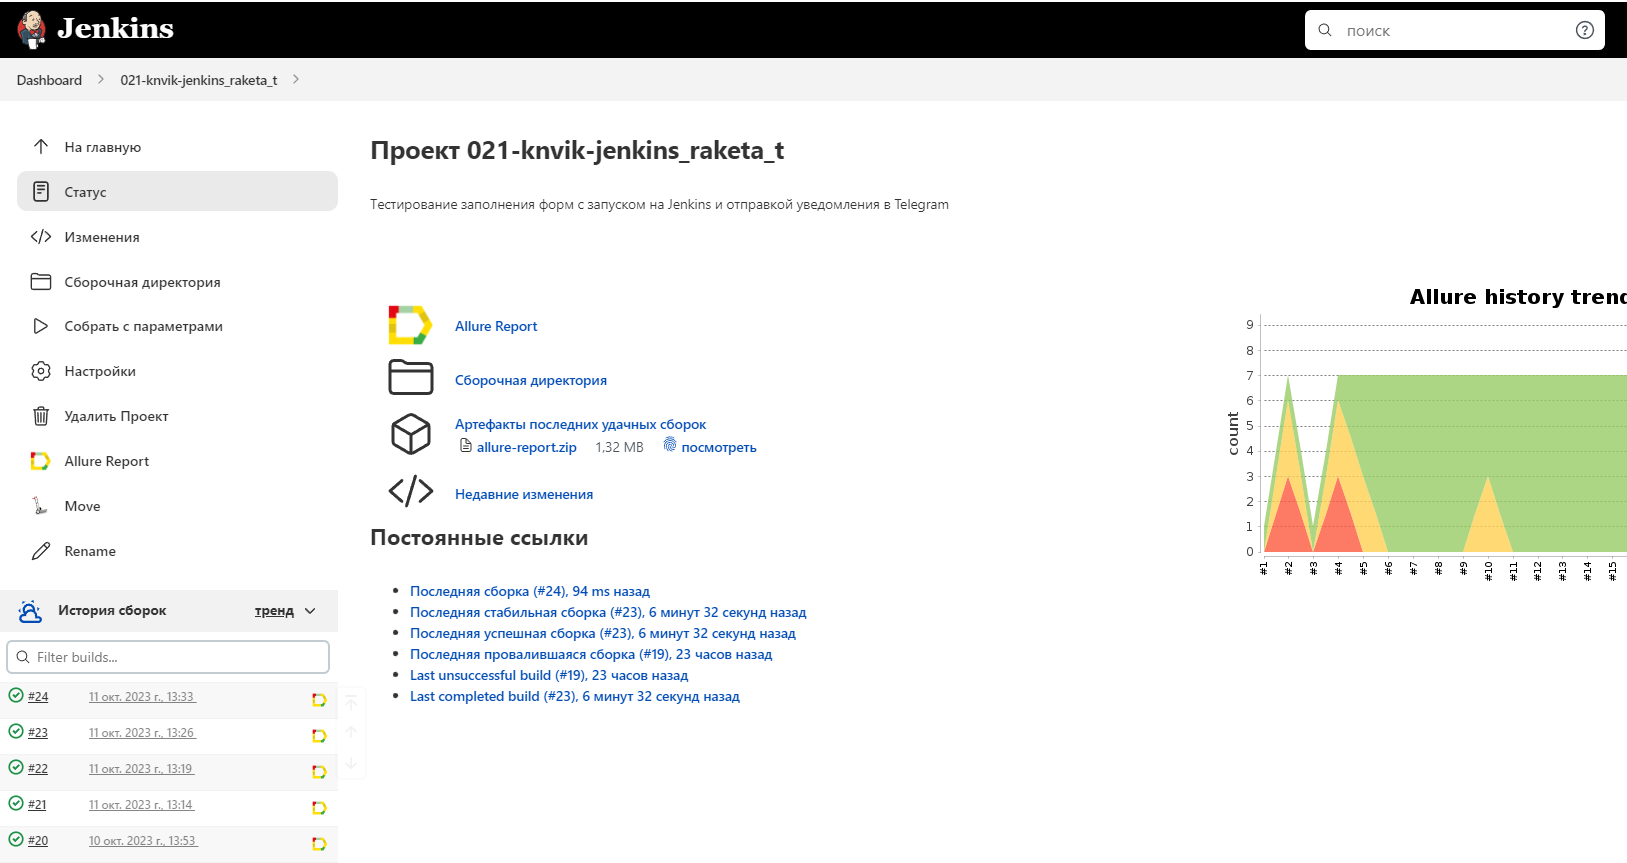 Jenkins
поиск
Dashboard
021-knvik-jenkins_raketa_t
На главную
Статус
Изменения
Сборочная директория
Собрать с параметрами
Настройки
Удалить Проект
Allure Report
Move
Rename
История сборок
тренд
Filter builds...
#24 11 окт. 2023 г., 13:33
#23 11 окт. 2023 г., 13:26
#22 11 окт. 2023 г., 13:19
#21 11 окт. 2023 г., 13:14
#20 10 окт. 2023 г., 13:53
Проект 021-knvik-jenkins_raketa_t
Тестирование заполнения форм с запуском на Jenkins и отправкой уведомления в Telegram
Allure Report
Сборочная директория
Артефакты последних удачных сборок
allure-report.zip 1,32 MB посмотреть
Недавние изменения
Постоянные ссылки
Последняя сборка (#24), 94 ms назад
Последняя стабильная сборка (#23), 6 минут 32 секунд назад
Последняя успешная сборка (#23), 6 минут 32 секунд назад
Последняя провалившаяся сборка (#19), 23 часов назад
Last unsuccessful build (#19), 23 часов назад
Last completed build (#23), 6 минут 32 секунд назад
Allure history trend
count
9
8
7
6
5
4
3
2
1
0
#1 #2 #3 #4 #5 #6 #7 #8 #9 #10 #11 #12 #13 #14 #15